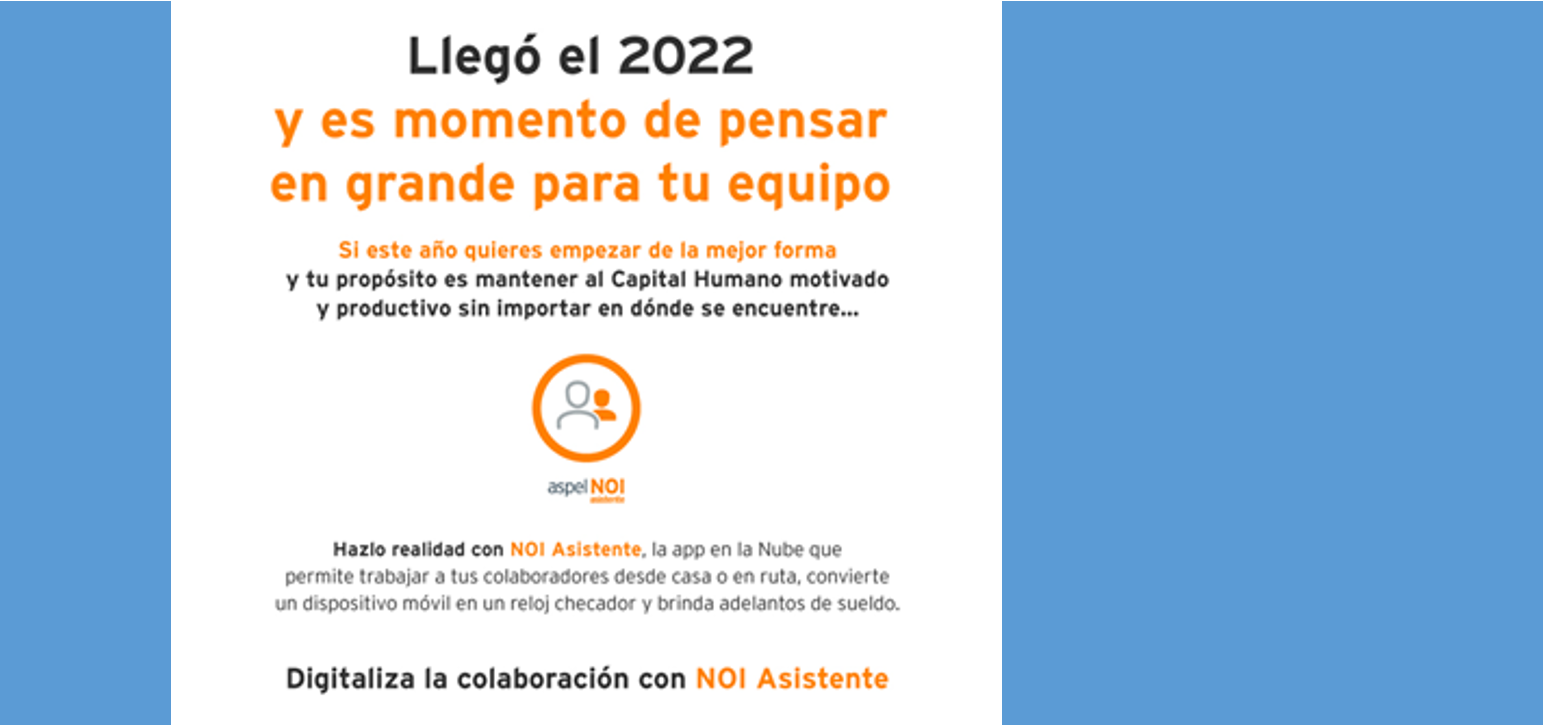 Llegó el 2022
y es momento de pensar
en grande para tu equipo
Si este año quieres empezar de la mejor forma
y tu propósito es mantener al Capital Humano motivado
y productivo sin importar en dónde se encuentre...
aspel NOI
asistente
Hazlo realidad con NOI Asistente, la app en la Nube que
permite trabajar a tus colaboradores desde casa o en ruta, convierte
un dispositivo móvil en un reloj checador y brinda adelantos de sueldo.
Digitaliza la colaboración con NOI Asistente